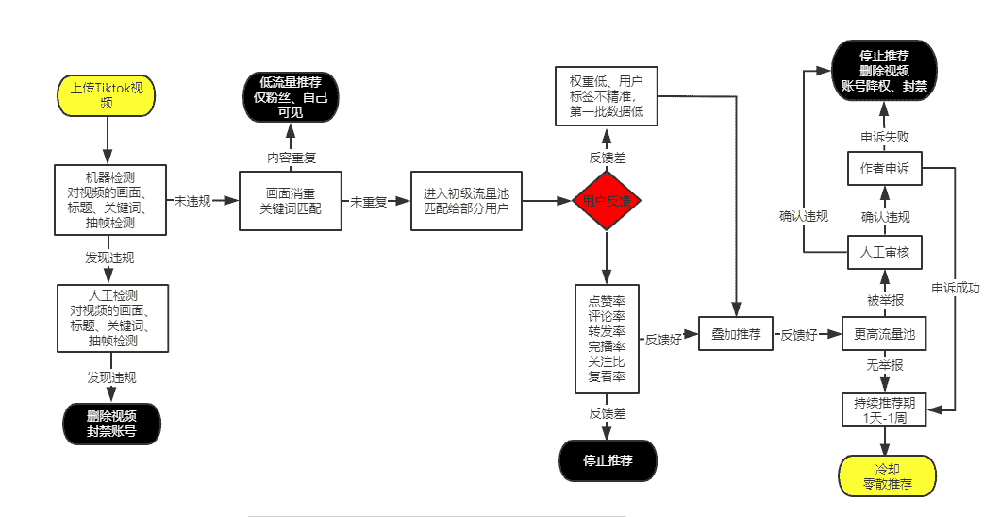 上传Tiktok视
频
机器检测
对视频的画面、
标题、关键词、
抽帧检测
发现违规
人工检测
对视频的画面、
标题、关键词、
抽帧检测
发现违规
删除视频
封禁账号
未违规
低流量推荐
仅粉丝、自己
可见
内容重复
画面消重
关键词匹配
未重复
进入初级流量池
匹配给部分用户
权重低、用户
标签不精准，
第一批数据低
反馈差
用户反馈
点赞率
评论率
转发率
完播率
关注比
复看率
反馈差
停止推荐
反馈好
叠加推荐
反馈好
停止推荐
删除视频
账号降权、封禁
申诉失败
作者申诉
确认违规
确认违规
人工审核
申诉成功
被举报
更高流量池
无举报
持续推荐期
1天-1周
冷却
零散推荐